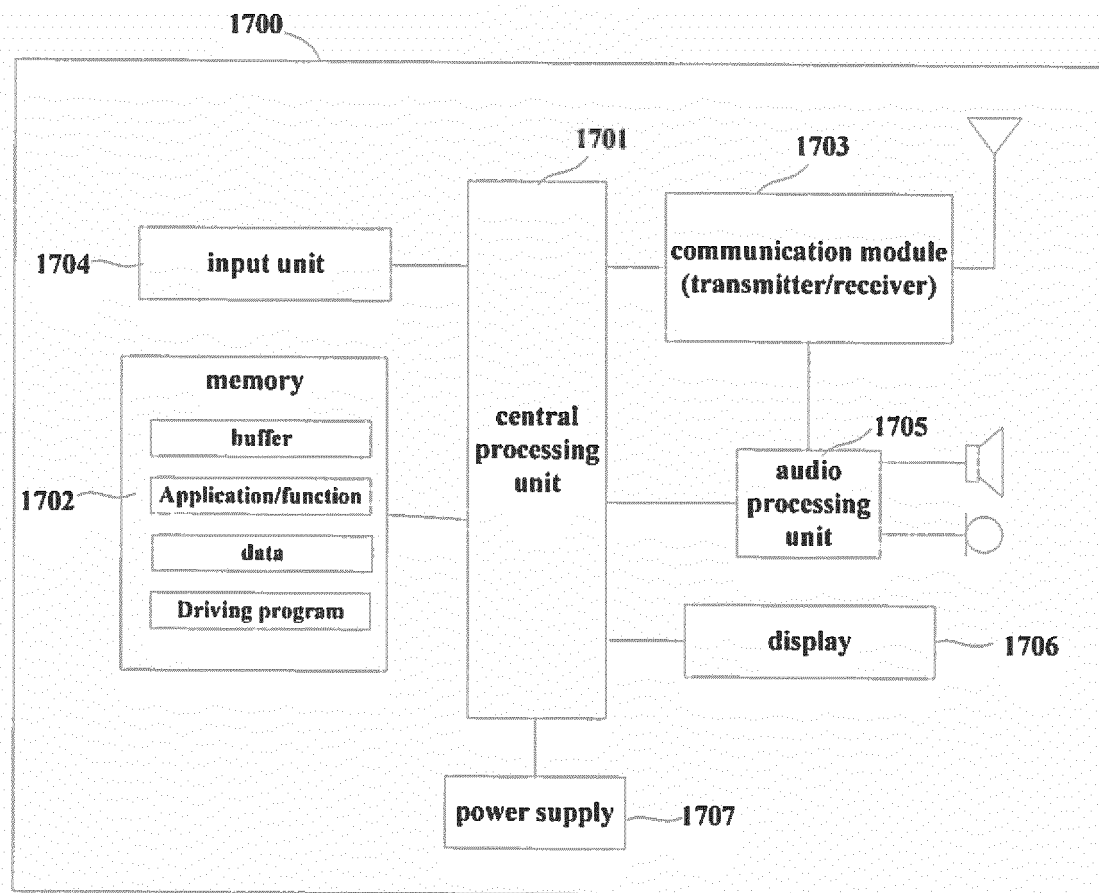 1700
1701
1703
communication module
(transmitter/receiver)
1704
input unit
memory
buffer
1702
Application/function
data
Driving program
central
processing
unit
1705
audio
processing
unit
display
1706
power supply
1707